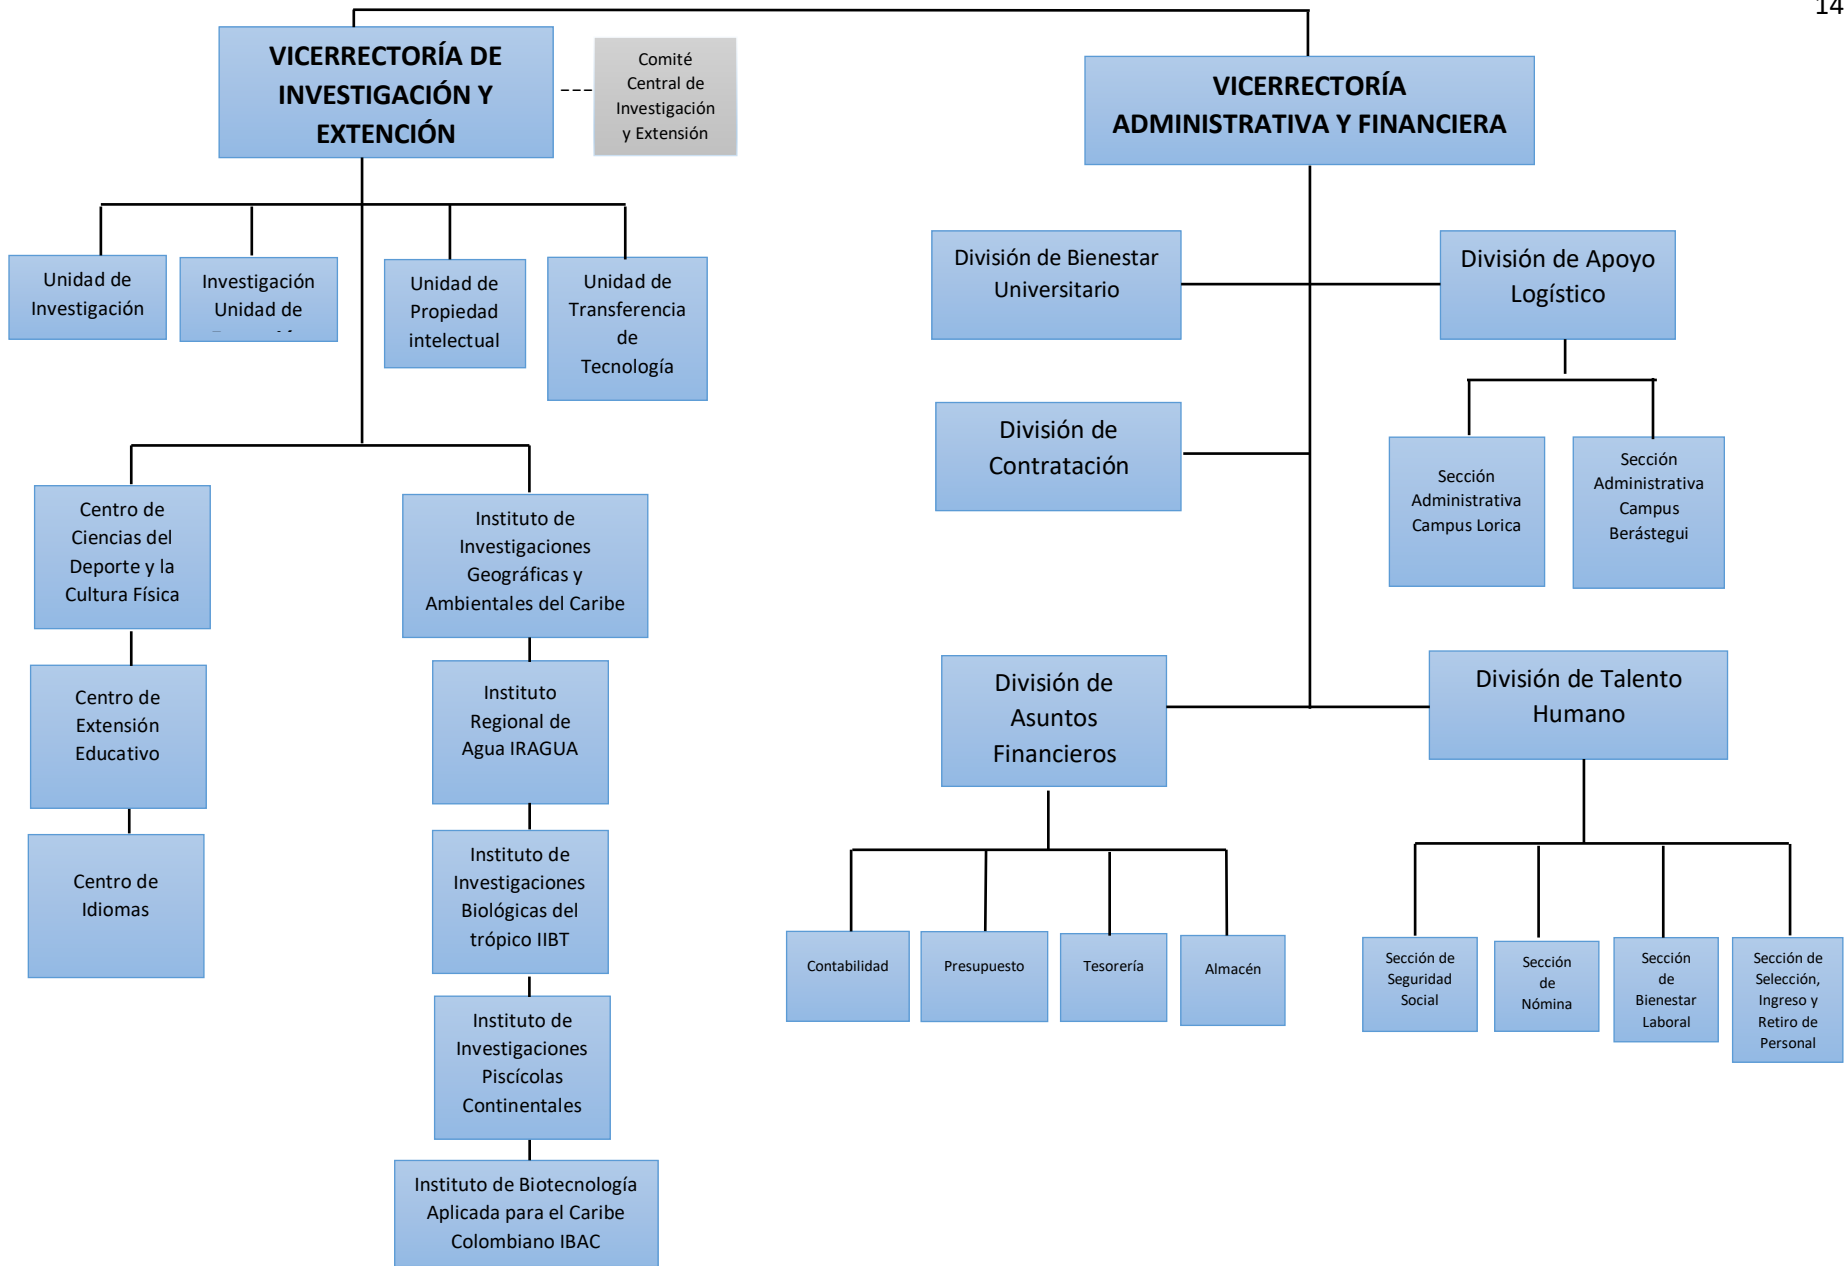 14
VICERRECTORÍA DE
INVESTIGACIÓN Y
EXTENCIÓN
Comité
Central de
Investigación
y Extensión
VICERRECTORÍA
ADMINISTRATIVA Y FINANCIERA
Unidad de
Investigación
Investigación
Unidad de
Unidad de
Propiedad
intelectual
Unidad de
Transferencia
de
Tecnología
División de Bienestar
Universitario
División de Apoyo
Logístico
División de
Contratación
Sección
Administrativa
Campus Lorica
Sección
Administrativa
Campus
Berástegui
Centro de
Ciencias del
Deporte y la
Cultura Física
Instituto de
Investigaciones
Geográficas y
Ambientales del Caribe
Centro de
Extensión
Educativo
Instituto
Regional de
Agua IRAGUA
Centro de
Idiomas
Instituto de
Investigaciones
Biológicas del
trópico IIBT
Instituto de
Investigaciones
Piscícolas
Continentales
Instituto de Biotecnología
Aplicada para el Caribe
Colombiano IBAC
División de
Asuntos
Financieros
División de Talento
Humano
Contabilidad
Presupuesto
Tesorería
Almacén
Sección de
Seguridad
Social
Sección
de
Nómina
Sección
de
Bienestar
Laboral
Sección de
Selección,
Ingreso y
Retiro de
Personal